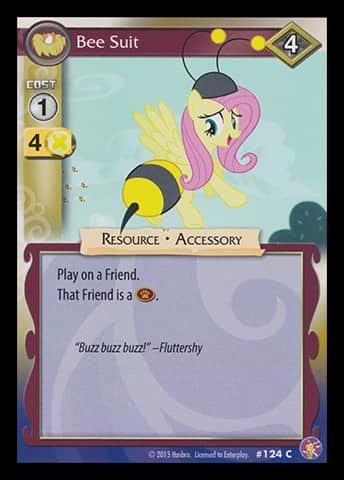 Bee Suit
4
COST
1
4
RESOURCE • ACCESSORY
Play on a Friend.
That Friend is a .
“Buzz buzz buzz!” –Fluttershy
© 2015 Hasbro. Licensed to Enterplay. #124 C